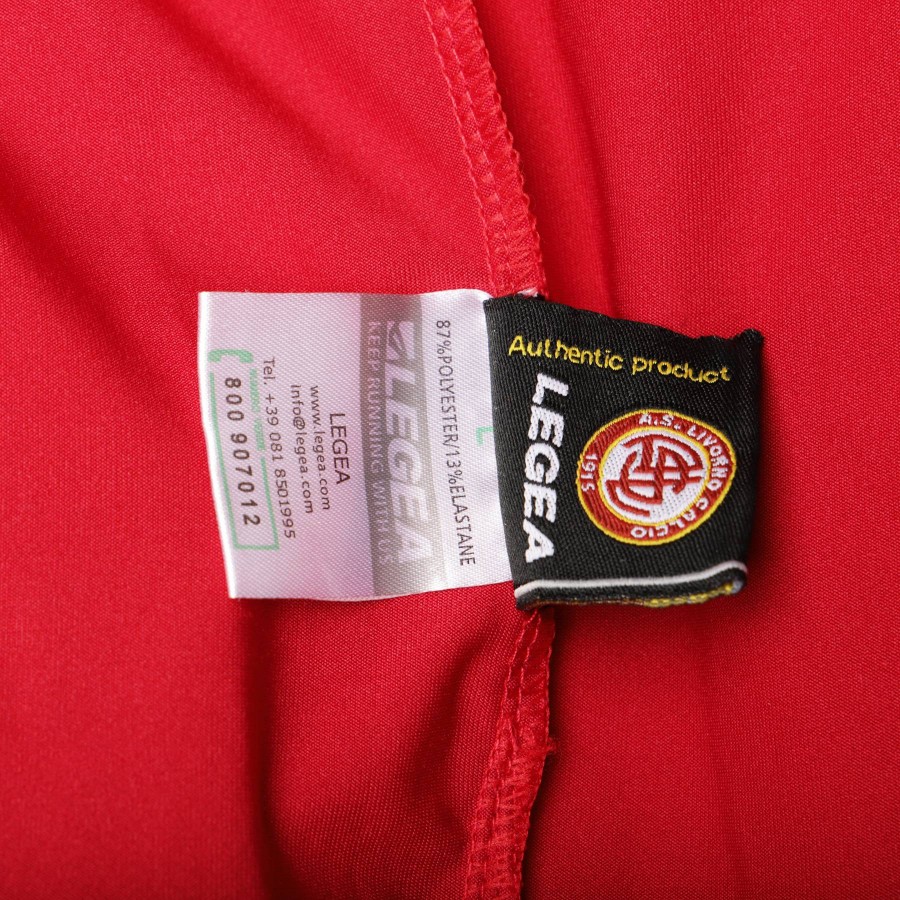 87%POLYESTER/13%ELASTANE
LEGEA
KEEP RUNNING WITH US
LEGEA
www.legea.com
info@legea.com
Tel. +39 081 8501995
800 907012
L
Authentic product
LEGEA
A.S. LIVORNO CALCIO
1915